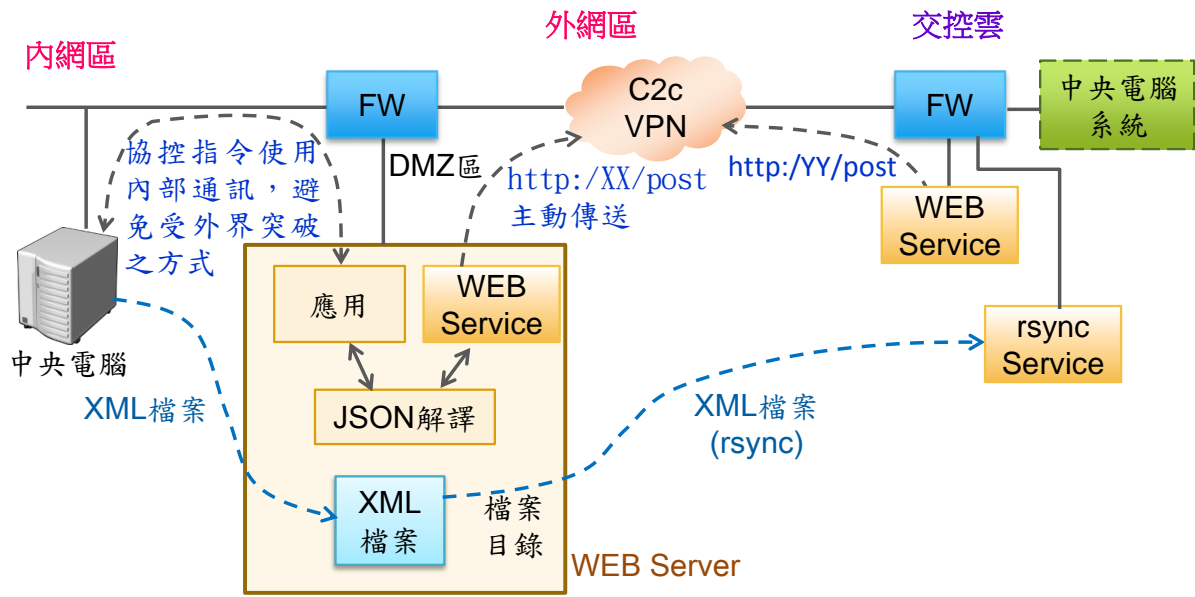 內網區
外網區
交控雲
FW
C2c
VPN
FW
中央電腦
系統
協控指令使用
內部通訊，避
免受外界突破
之方式
DMZ區
http:/XX/post
主動傳送
http:/YY/post
WEB
Service
應用
WEB
Service
rsync
Service
中央電腦
XML檔案
JSON解譯
XML檔案
(rsync)
XML
檔案
檔案
目錄
WEB Server